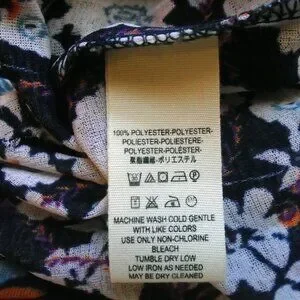 100% POLYESTER-POLYESTER-
POLIESTER-POLIESTERE-
POLYESTER-POLÉSTER-
聚酯纖維-ポリエステル
MACHINE WASH COLD GENTLE
WITH LIKE COLORS
USE ONLY NON-CHLORINE
BLEACH
TUMBLE DRY LOW
LOW IRON AS NEEDED
MAY BE DRY CLEANED